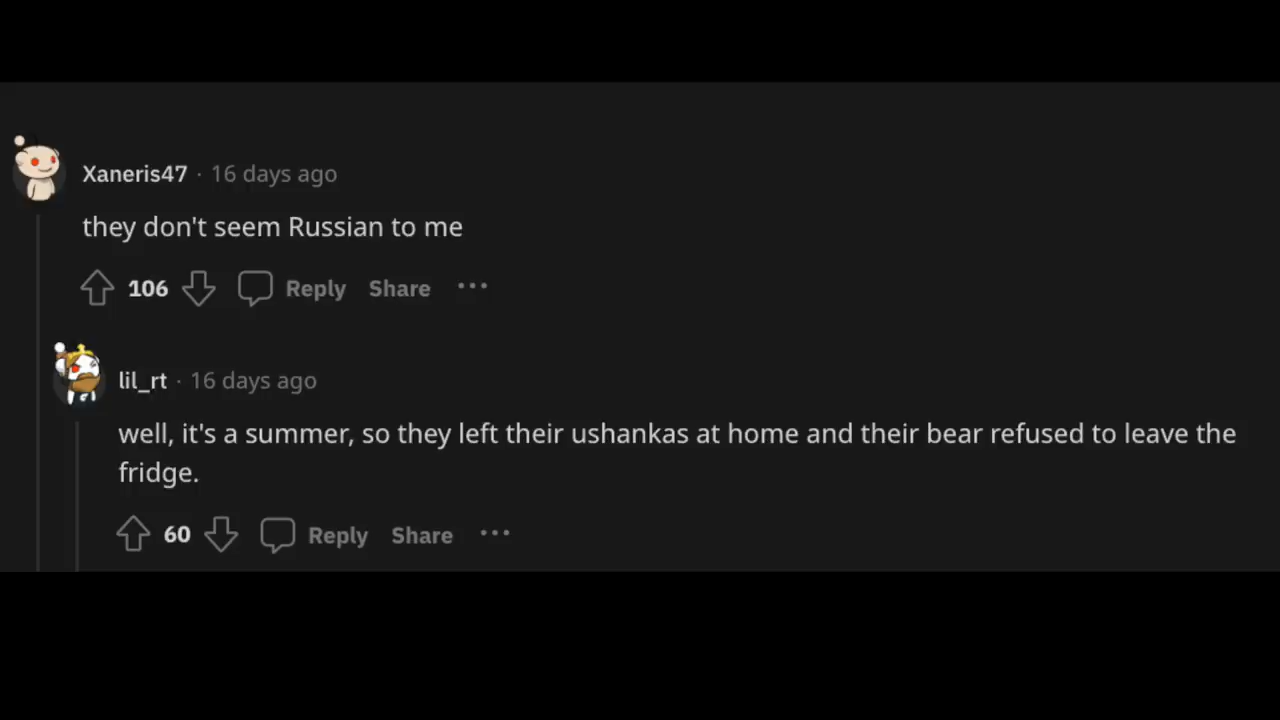 Xaneris47 · 16 days ago
they don't seem Russian to me
106 Reply Share ···
lil_rt · 16 days ago
well, it's a summer, so they left their ushankas at home and their bear refused to leave the
fridge.
60 Reply Share ···